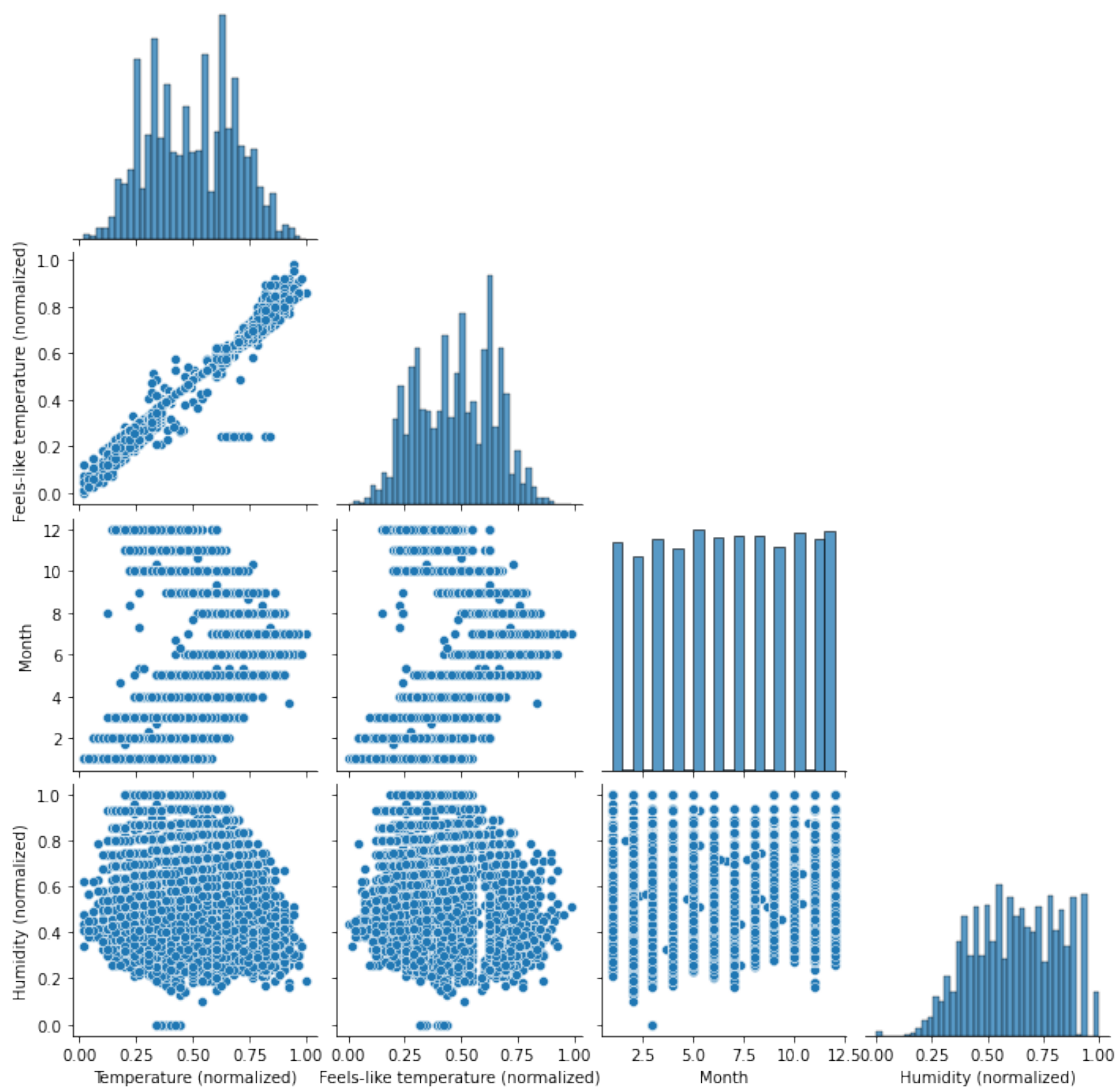 Feels-like temperature (normalized)
1.0
0.8
0.6
0.4
0.2
0.0
Month
12
10
8
6
4
2
Humidity (normalized)
1.0
0.8
0.6
0.4
0.2
0.0
0.00 0.25 0.50 0.75 1.00
Temperature (normalized)
0.00 0.25 0.50 0.75 1.00
Feels-like temperature (normalized)
2.5 5.0 7.5 10.0 12.5
Month
0.00 0.25 0.50 0.75 1.00
Humidity (normalized)